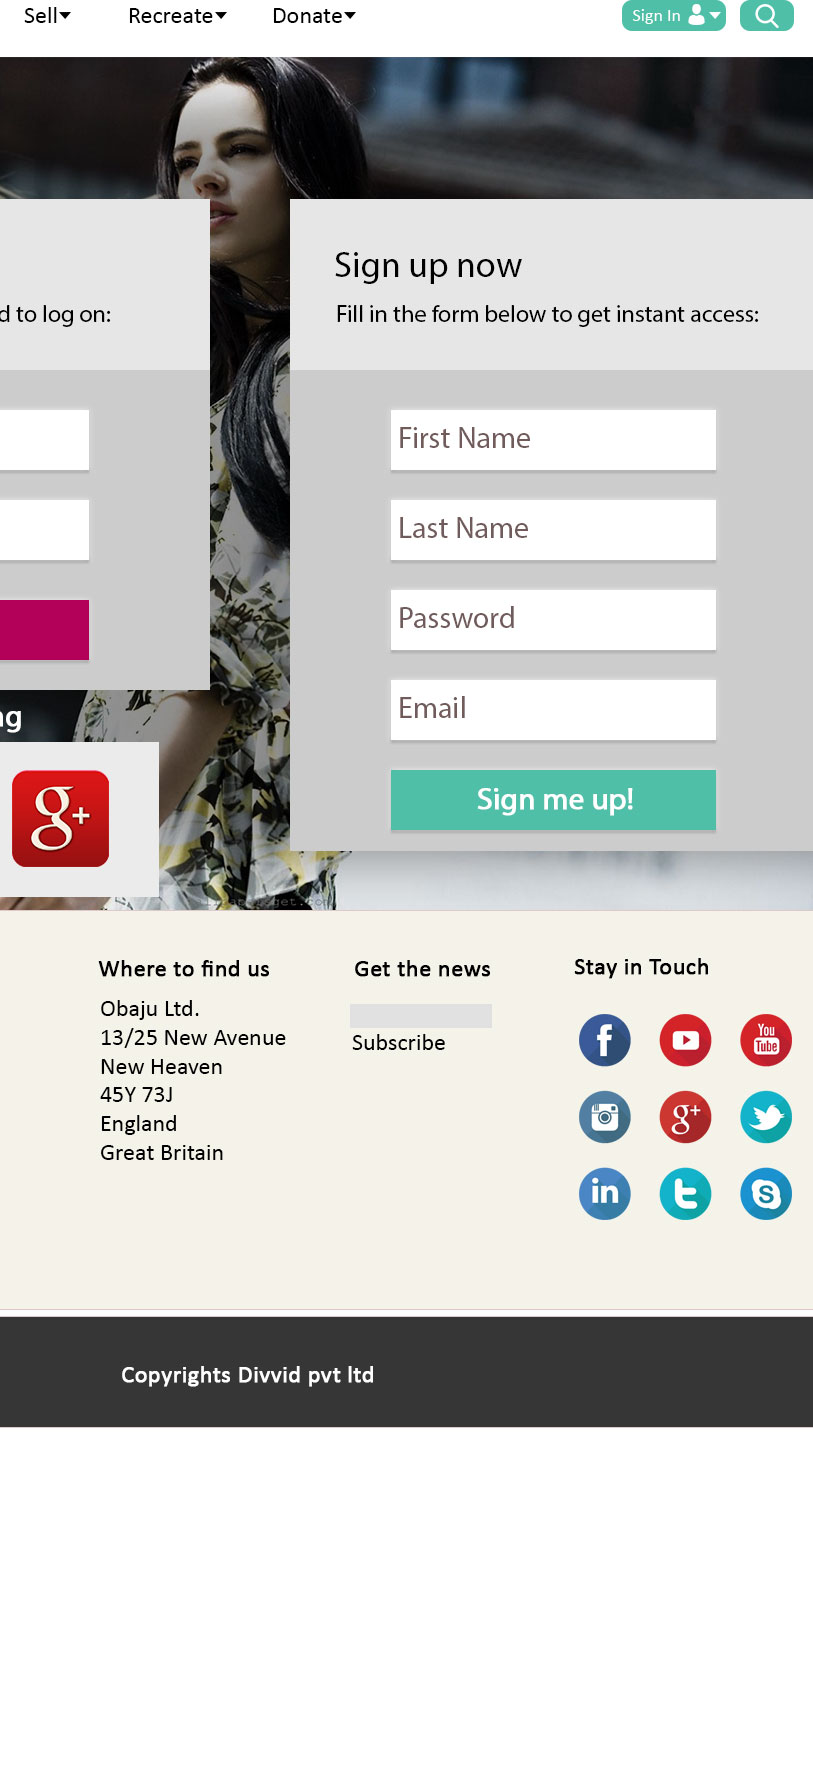 Sell
Recreate
Donate
Sign In
d to log on:
Sign up now
Fill in the form below to get instant access:
First Name
Last Name
Password
Email
Sign me up!
ng
g+
Where to find us
Obaju Ltd.
13/25 New Avenue
New Heaven
45Y 73J
England
Great Britain
Get the news
Subscribe
Stay in Touch
f
You
Tube
g+
in
t
S
Copyrights Divvid pvt ltd